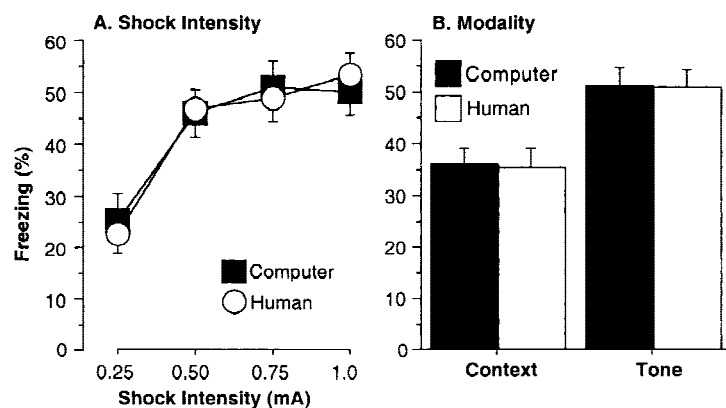 A. Shock Intensity
60
50
40
30
20
10
0
Freezing (%)
Computer
Human
0.25 0.50 0.75 1.0
Shock Intensity (mA)
B. Modality
60
50
40
30
20
10
0
Computer
Human
Context Tone